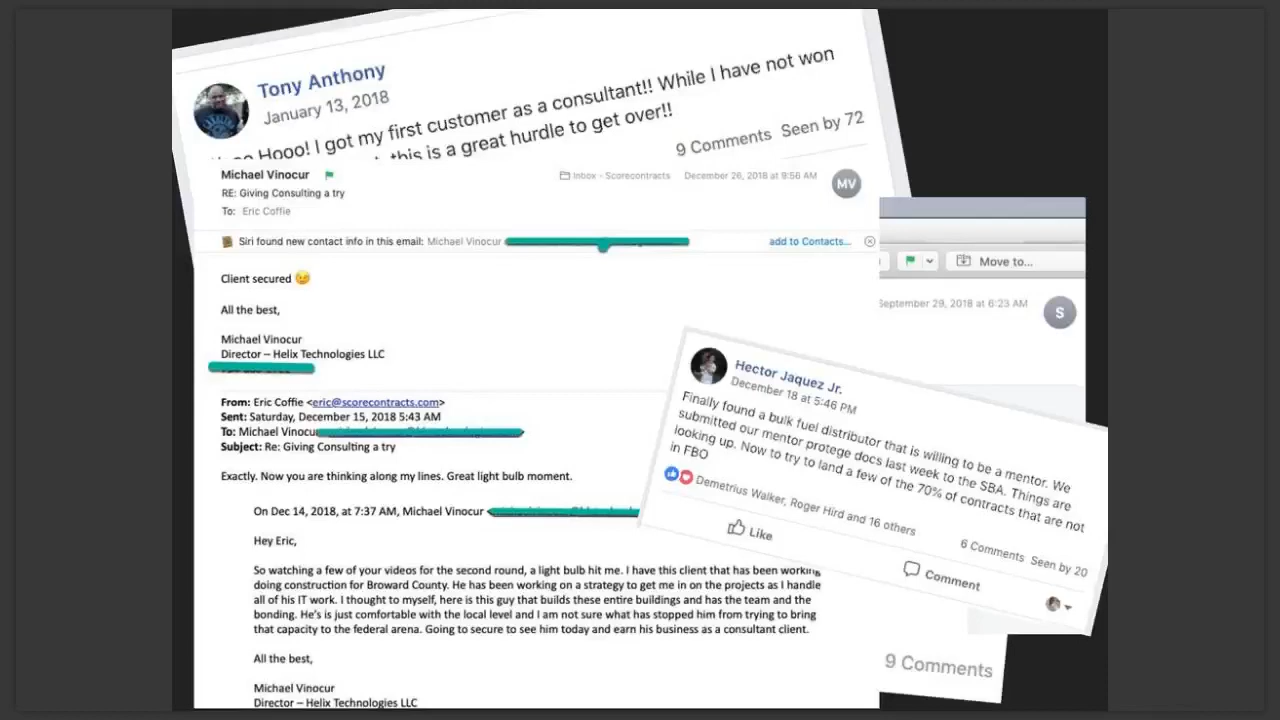 Tony Anthony
January 13, 2018
Hooo! I got my first customer as a consultant!! While I have not won
this is a great hurdle to get over!!
9 Comments Seen by 72
Michael Vinocur
Inbox - Scorecontracts December 26, 2018 at 9:56 AM
MV
RE: Giving Consulting a try
To: Eric Coffie
Siri found new contact info in this email: Michael Vinocur
add to Contacts...
Client secured 😉
All the best,
Michael Vinocur
Director – Helix Technologies LLC
From: Eric Coffie <eric@scorecontracts.com>
Sent: Saturday, December 15, 2018 5:43 AM
To: Michael Vinocur
Subject: Re: Giving Consulting a try
Exactly. Now you are thinking along my lines. Great light bulb moment.
On Dec 14, 2018, at 7:37 AM, Michael Vinocur
Hey Eric,
So watching a few of your videos for the second round, a light bulb hit me. I have this client that has been working
doing construction for Broward County. He has been working on a strategy to get me in on the projects as I handle
all of his IT work. I thought to myself, here is this guy that builds these entire buildings and has the team and the
bonding. He's is just comfortable with the local level and I am not sure what has stopped him from trying to bring
that capacity to the federal arena. Going to secure to see him today and earn his business as a consultant client.
All the best,
Michael Vinocur
Director – Helix Technologies LLC
Move to...
September 29, 2018 at 6:23 AM
S
Hector Jaquez Jr.
December 18 at 5:46 PM
Finally found a bulk fuel distributor that is willing to be a mentor. We
submitted our mentor protege docs last week to the SBA. Things are
looking up. Now to try to land a few of the 70% of contracts that are not
in FBO
Demetrius Walker, Roger Hird and 16 others
6 Comments Seen by 20
Like
Comment
9 Comments